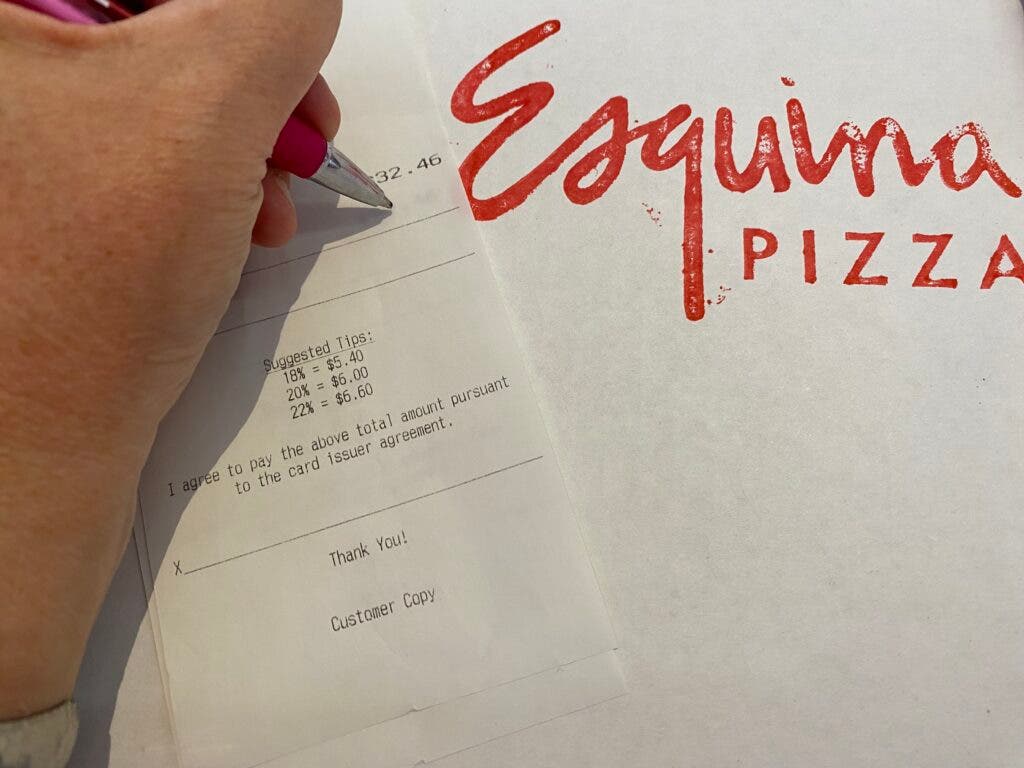 Esquina
PIZZA
32.46
Suggested Tips:
18% = $5.40
20% = $6.00
22% = $6.60
I agree to pay the above total amount pursuant
to the card issuer agreement.
X
Thank You!
Customer Copy